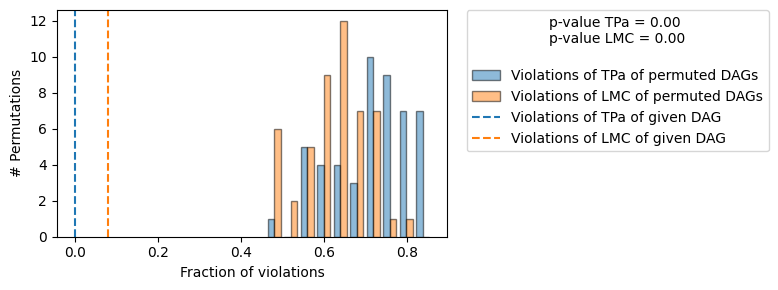 12
10
8
6
4
2
0
# Permutations
0.0 0.2 0.4 0.6 0.8
Fraction of violations
p-value TPa = 0.00
p-value LMC = 0.00
Violations of TPa of permuted DAGs
Violations of LMC of permuted DAGs
Violations of TPa of given DAG
Violations of LMC of given DAG